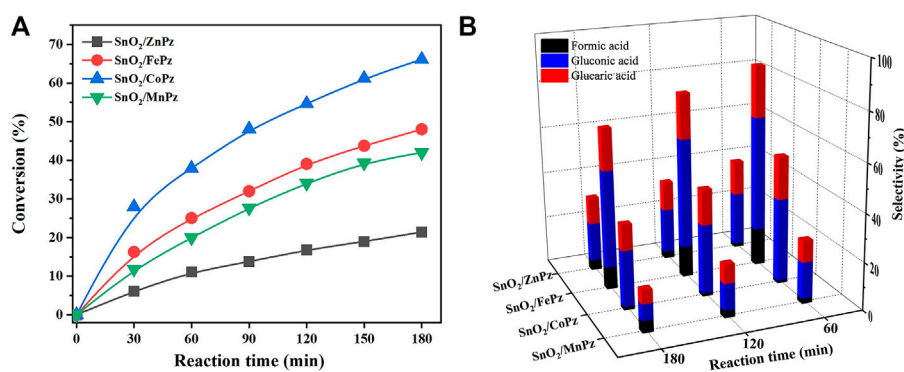 A
Conversion (%)
70
60
50
40
30
20
10
0
SnO2/ZnPz
SnO2/FePz
SnO2/CoPz
SnO2/MnPz
0 30 60 90 120 150 180
Reaction time (min)
B
Formic acid
Gluconic acid
Glucaric acid
100
80
60
40
20
0
Selectivity (%)
SnO2/ZnPz
SnO2/FePz
SnO2/CoPz
SnO2/MnPz
180
120
60
Reaction time (min)